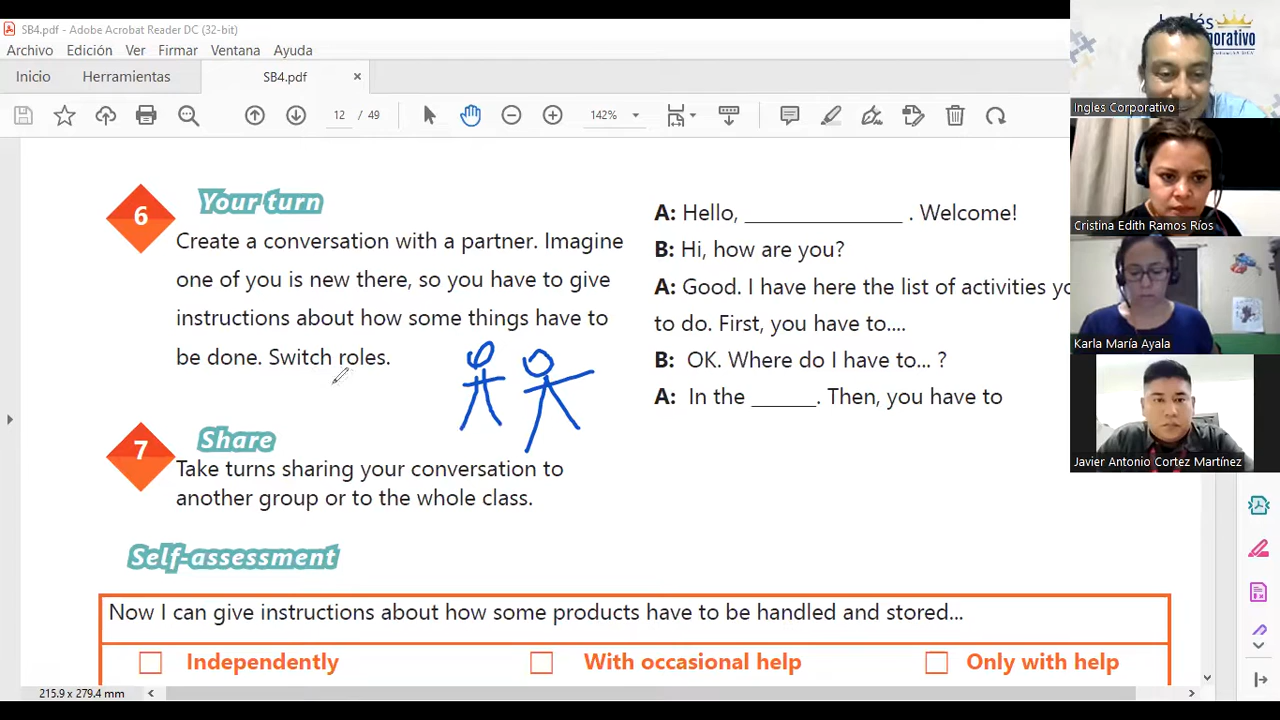 SB4.pdf - Adobe Acrobat Reader DC (32-bit)
Archivo Edición Ver Firmar Ventana Ayuda
Inicio Herramientas SB4.pdf ×
12 / 49 142%
6 Your turn
Create a conversation with a partner. Imagine
one of you is new there, so you have to give
instructions about how some things have to
be done. Switch roles.
A: Hello, _______________ . Welcome!
B: Hi, how are you?
A: Good. I have here the list of activities yo
to do. First, you have to....
B: OK. Where do I have to... ?
A: In the ______. Then, you have to
7 Share
Take turns sharing your conversation to
another group or to the whole class.
Self-assessment
Now I can give instructions about how some products have to be handled and stored...
Independently With occasional help Only with help
215.9 x 279.4 mm
Ingles Corporativo
Cristina Edith Ramos Ríos
Karla María Ayala
Javier Antonio Cortez Martínez